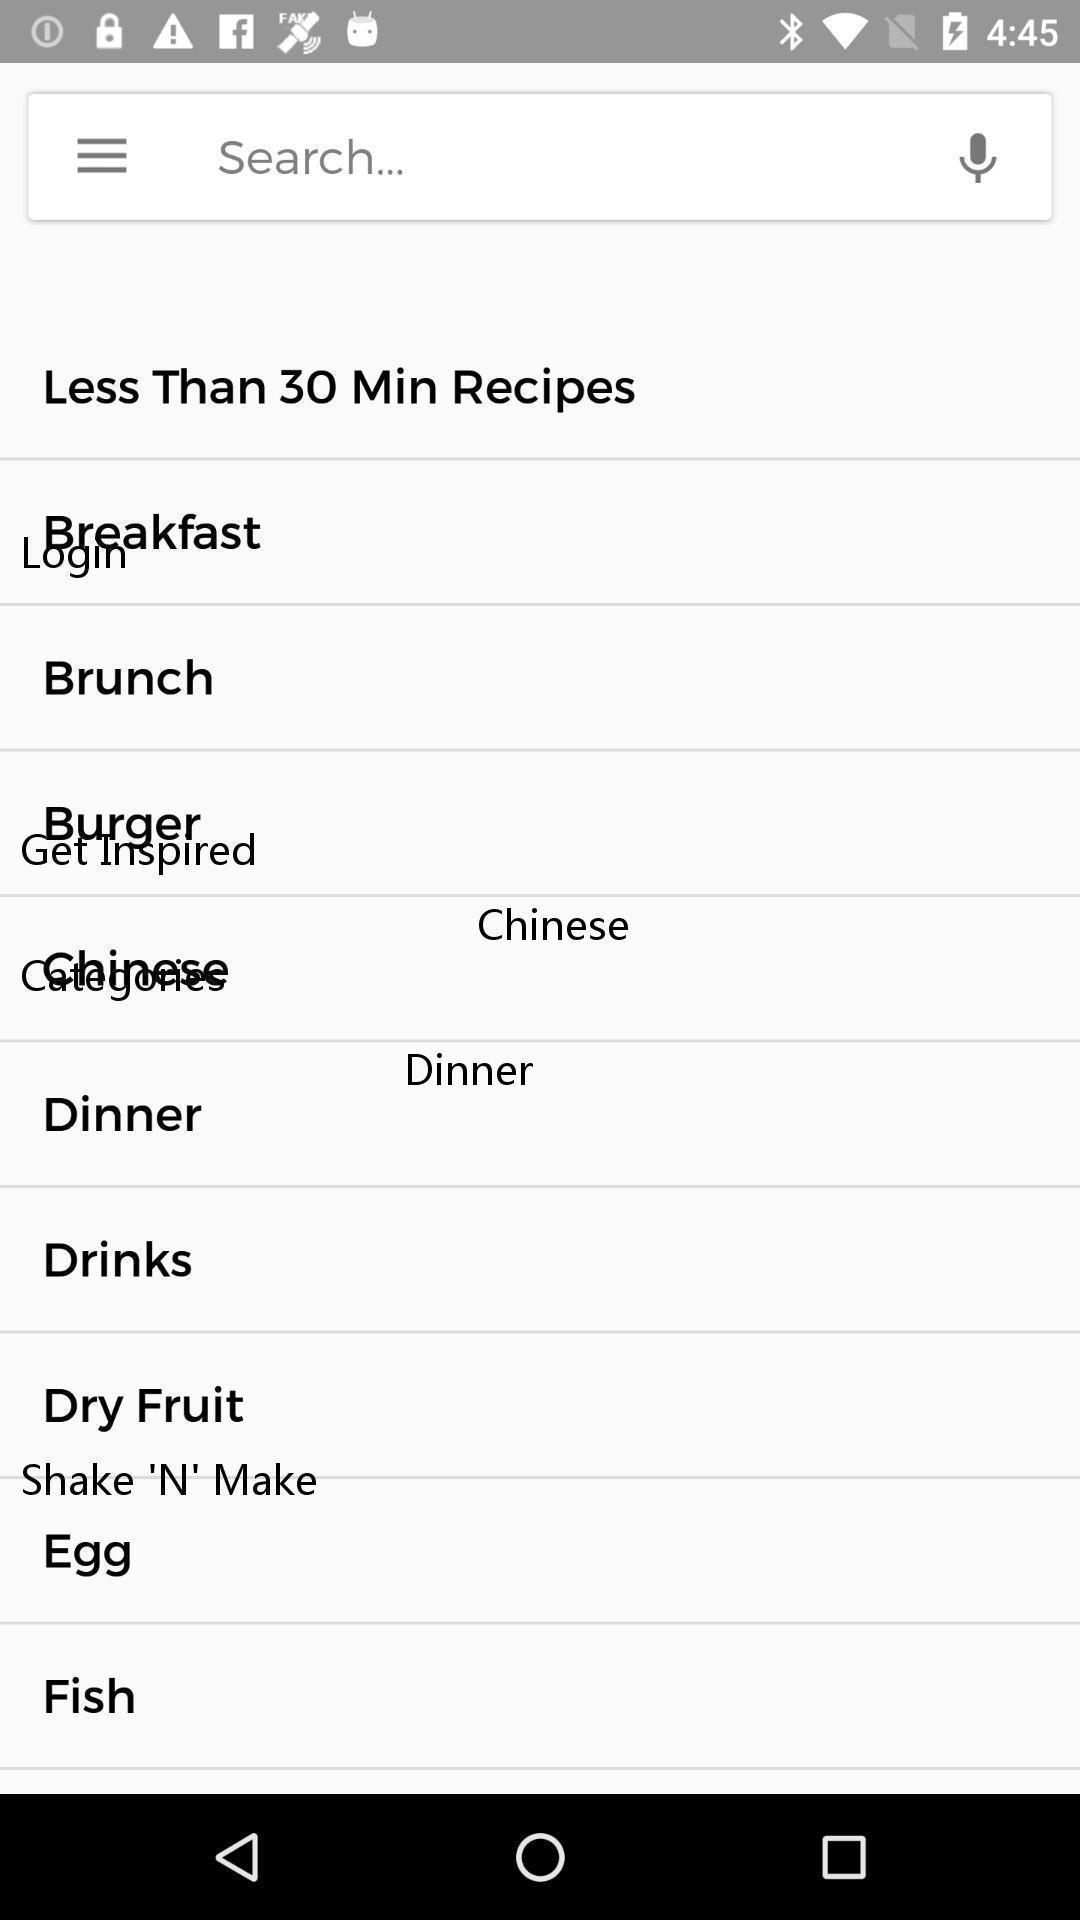 FAKE
4:45
Search...
Less Than 30 Min Recipes
Breakfast
Login
Brunch
Burger
Get Inspired
Chinese
Chinese
Categories
Dinner
Dinner
Drinks
Dry Fruit
Shake 'N' Make
Egg
Fish